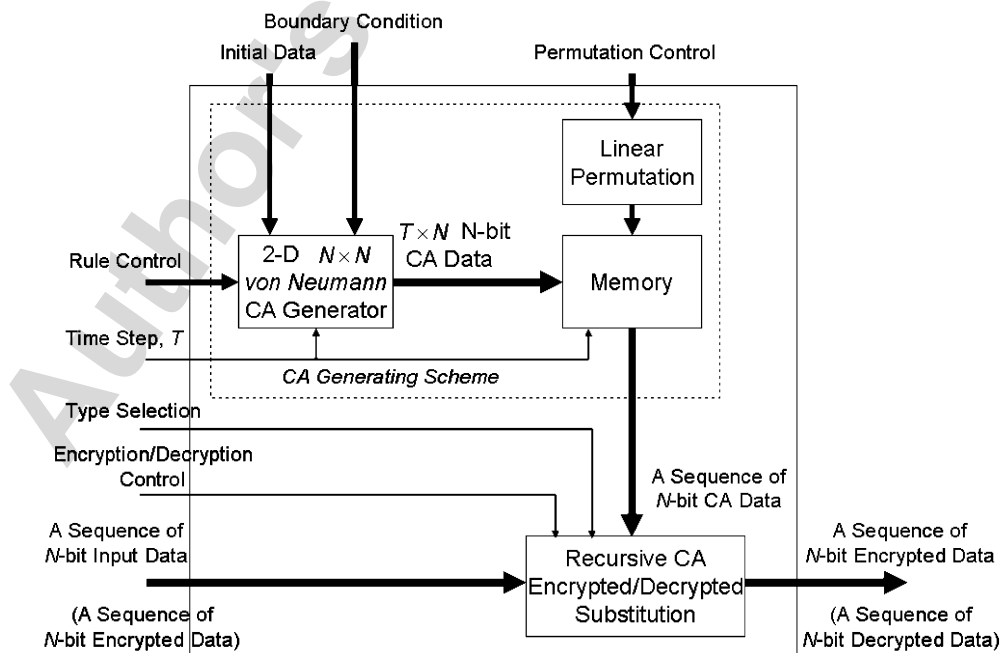 Boundary Condition
Initial Data
Permutation Control
Linear
Permutation
2-D N×N
von Neumann
CA Generator
T×N N-bit
CA Data
Memory
Rule Control
Time Step, T
CA Generating Scheme
Type Selection
Encryption/Decryption
Control
A Sequence of
N-bit CA Data
A Sequence of
N-bit Input Data
(A Sequence of
N-bit Encrypted Data)
Recursive CA
Encrypted/Decrypted
Substitution
A Sequence of
N-bit Encrypted Data
(A Sequence of
N-bit Decrypted Data)
Author's